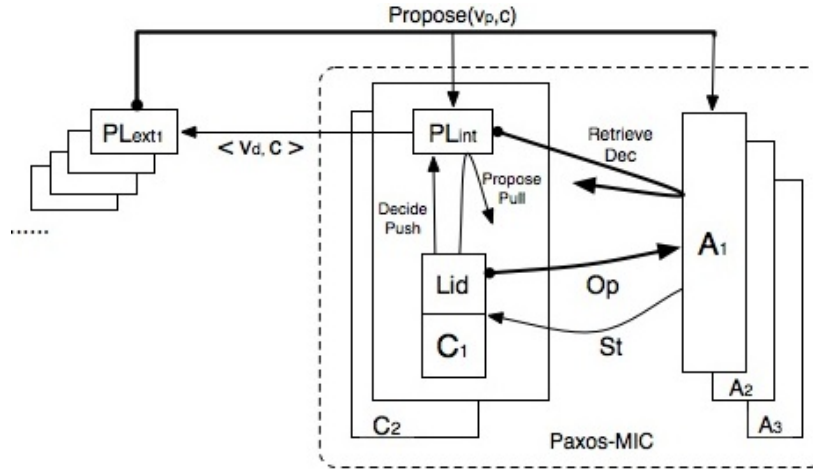 Propose(vₚ,c)
PLext1
PLint
< Vd, C >
Retrieve
Dec
Propose
Pull
Decide
Push
A1
Lid
Op
C1
St
A2
C2
A3
Paxos-MIC
......